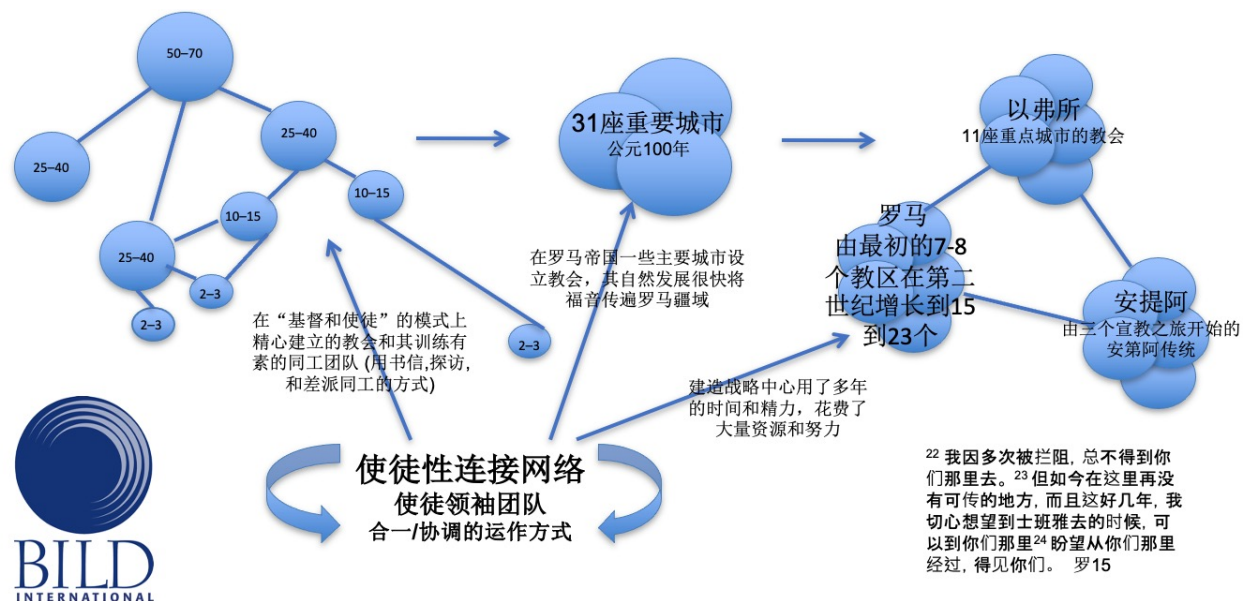 50–70
25–40
25–40
10–15
10–15
25–40
2–3
2–3
2–3
31座重要城市
公元100年
以弗所
11座重点城市的教会
罗马
由最初的7-8
个教区在第二
世纪增长到15
到23个
安提阿
由三个宣教之旅开始的
安第阿传统
在罗马帝国一些主要城市设
立教会，其自然发展很快将
福音传遍罗马疆域
在“基督和使徒”的模式上
精心建立的教会和其训练有
素的同工团队 (用书信,探访,
和差派同工的方式)
建造战略中心用了多年
的时间和精力，花费了
大量资源和努力
使徒性连接网络
使徒领袖团队
合一/协调的运作方式
22 我因多次被拦阻, 总不得到你
们那里去。23 但如今在这里再没
有可传的地方, 而且这好几年, 我
切心想望到士班雅去的时候, 可
以到你们那里24 盼望从你们那里
经过, 得见你们。 罗15
BILD
INTERNATIONAL